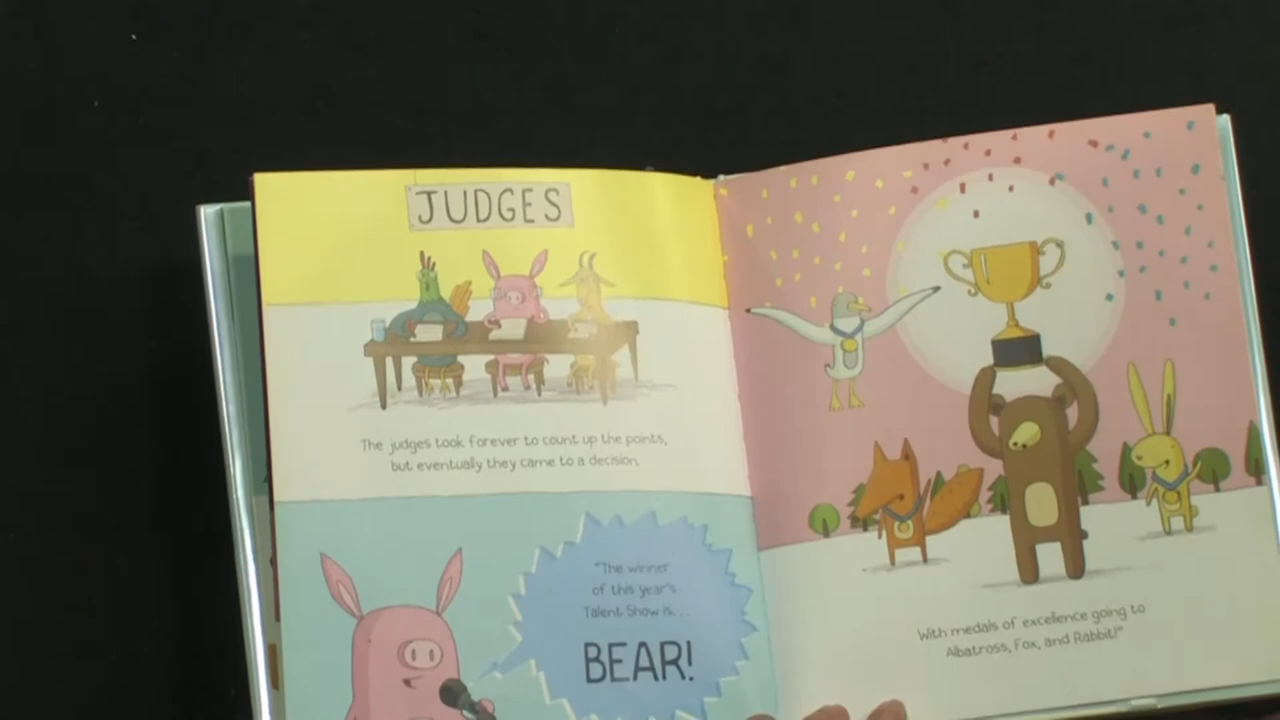 JUDGES
The judges took forever to count up the points,
but eventually they came to a decision.
"The winner
of this year's
Talent Show is. . .
BEAR!
With medals of excellence going to
Albatross, Fox, and Rabbit!"